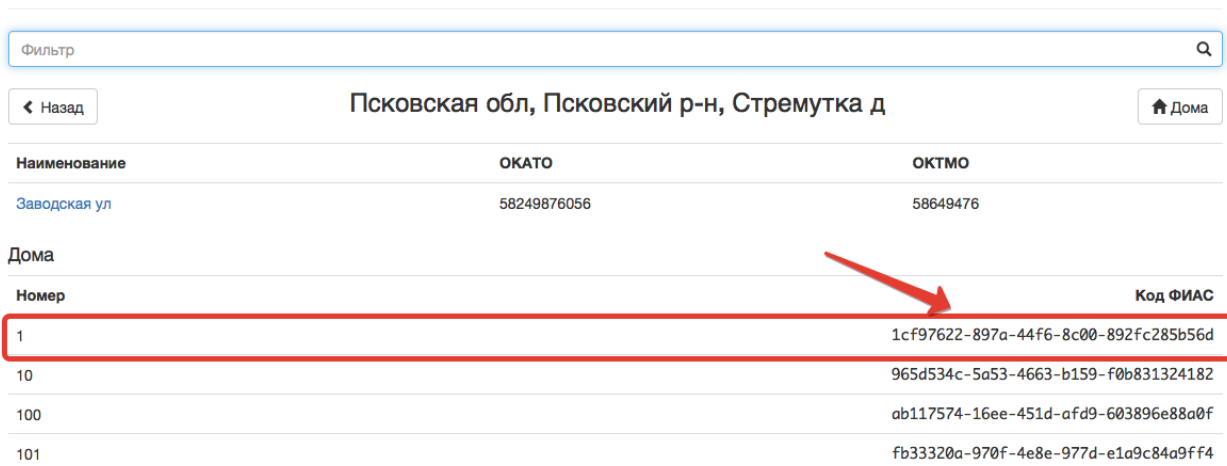 Фильтр
Назад Псковская обл, Псковский р-н, Стремутка д Дома
Наименование ОКАТО ОКТМО
Заводская ул 58249876056 58649476
Дома
Номер Код ФИАС
1 1cf97622-897a-44f6-8c00-892fc285b56d
10 965d534c-5a53-4663-b159-f0b831324182
100 ab117574-16ee-451d-afd9-603896e88a0f
101 fb33320a-970f-4e8e-977d-e1a9c84a9ff4